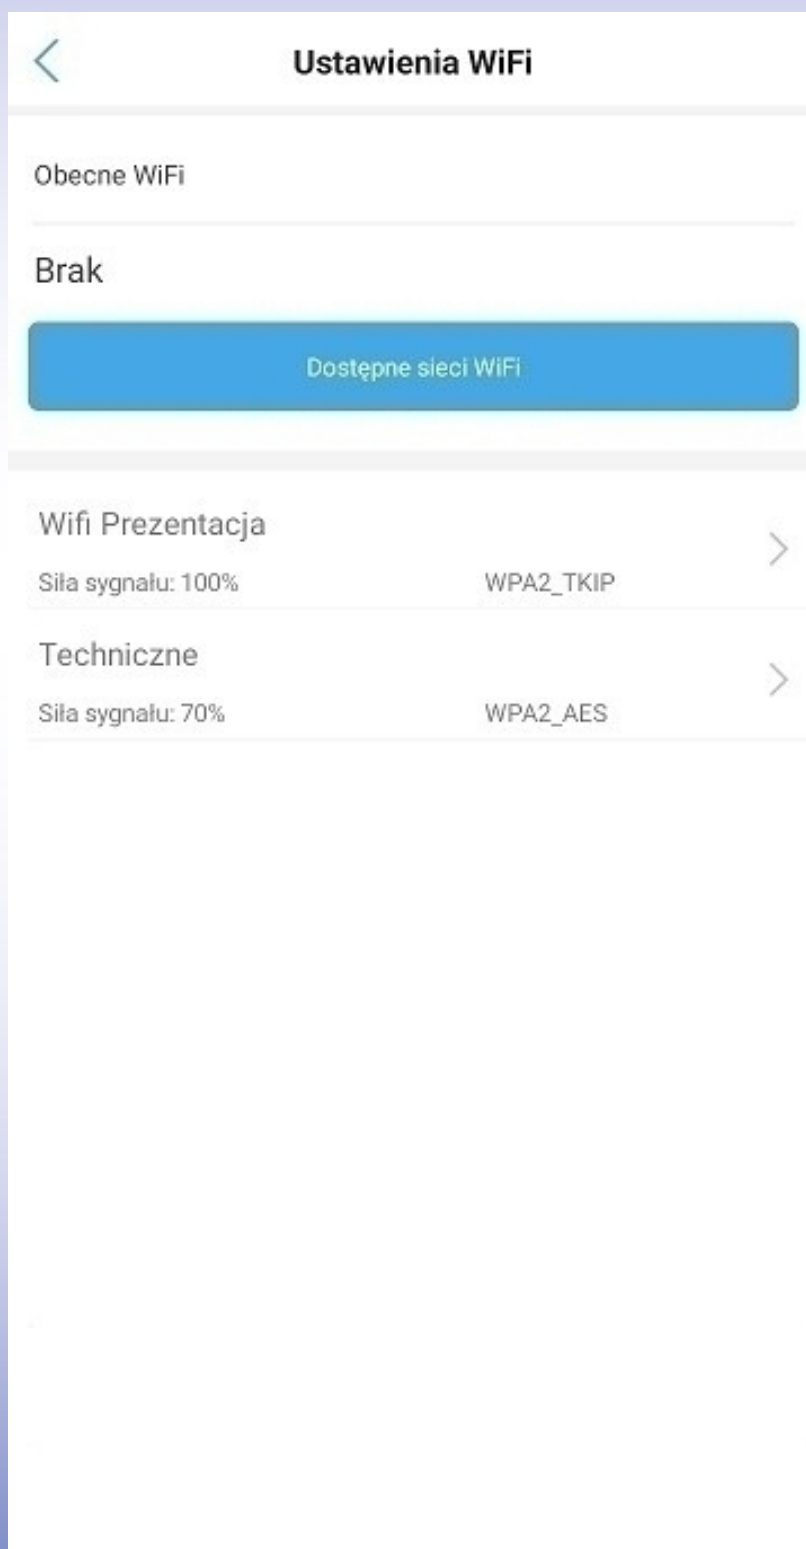 Ustawienia WiFi
Obecne WiFi
Brak
Dostępne sieci WiFi
Wifi Prezentacja
Siła sygnału: 100% WPA2_TKIP
Techniczne
Siła sygnału: 70% WPA2_AES